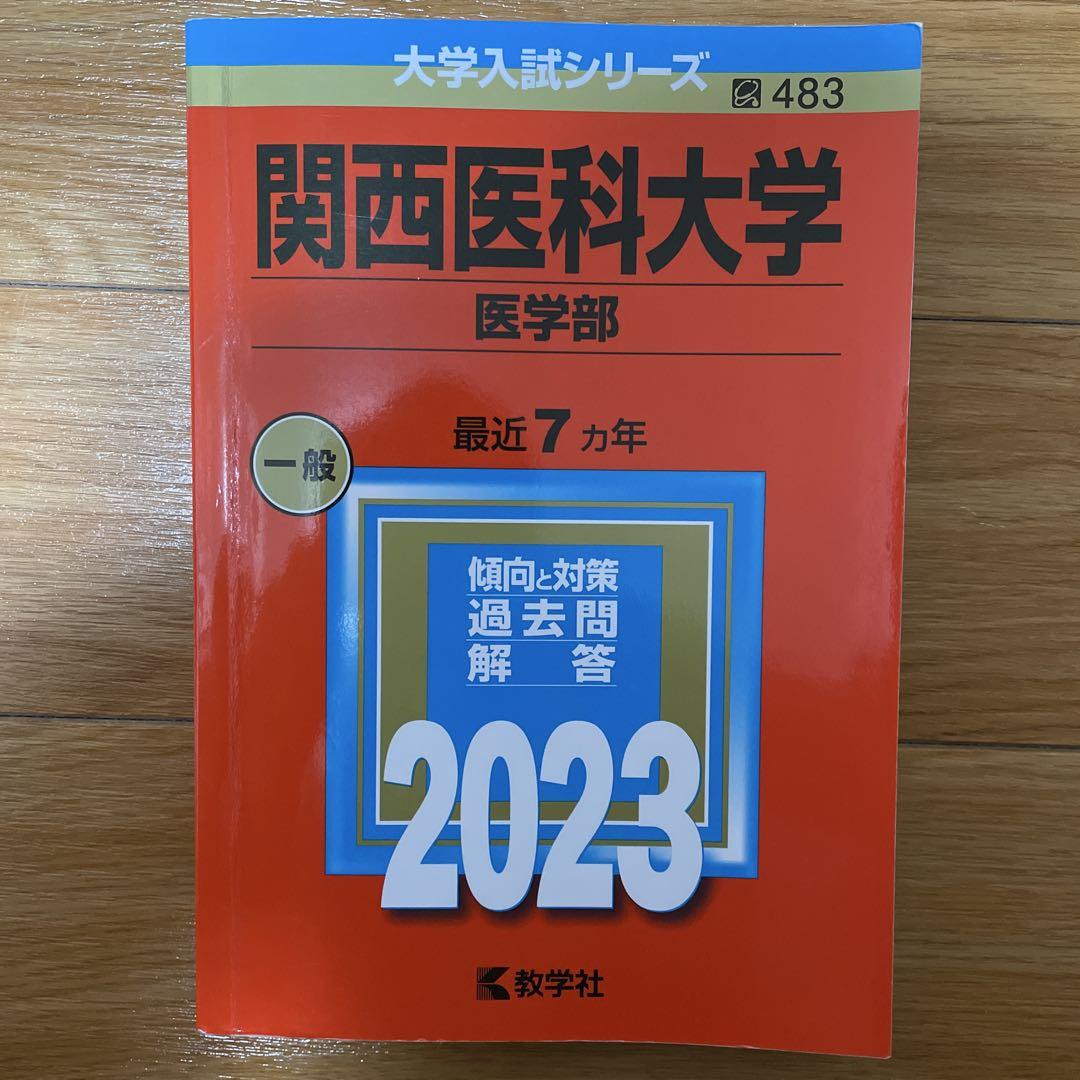 大学入試シリーズ
483
関西医科大学
医学部
最近7ヵ年
一般
傾向と対策
過去問
解答
2023
教学社